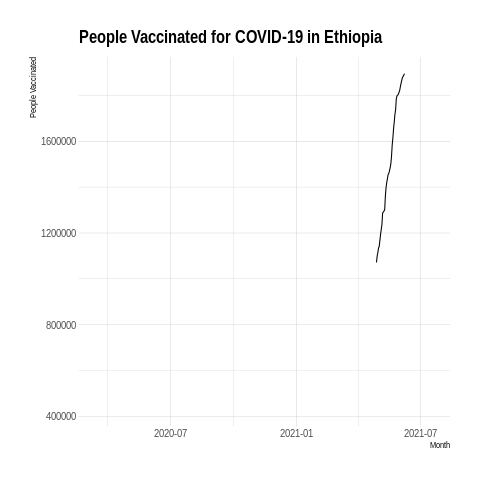 People Vaccinated for COVID-19 in Ethiopia
People Vaccinated
1600000
1200000
800000
400000
2020-07
2021-01
2021-07
Month